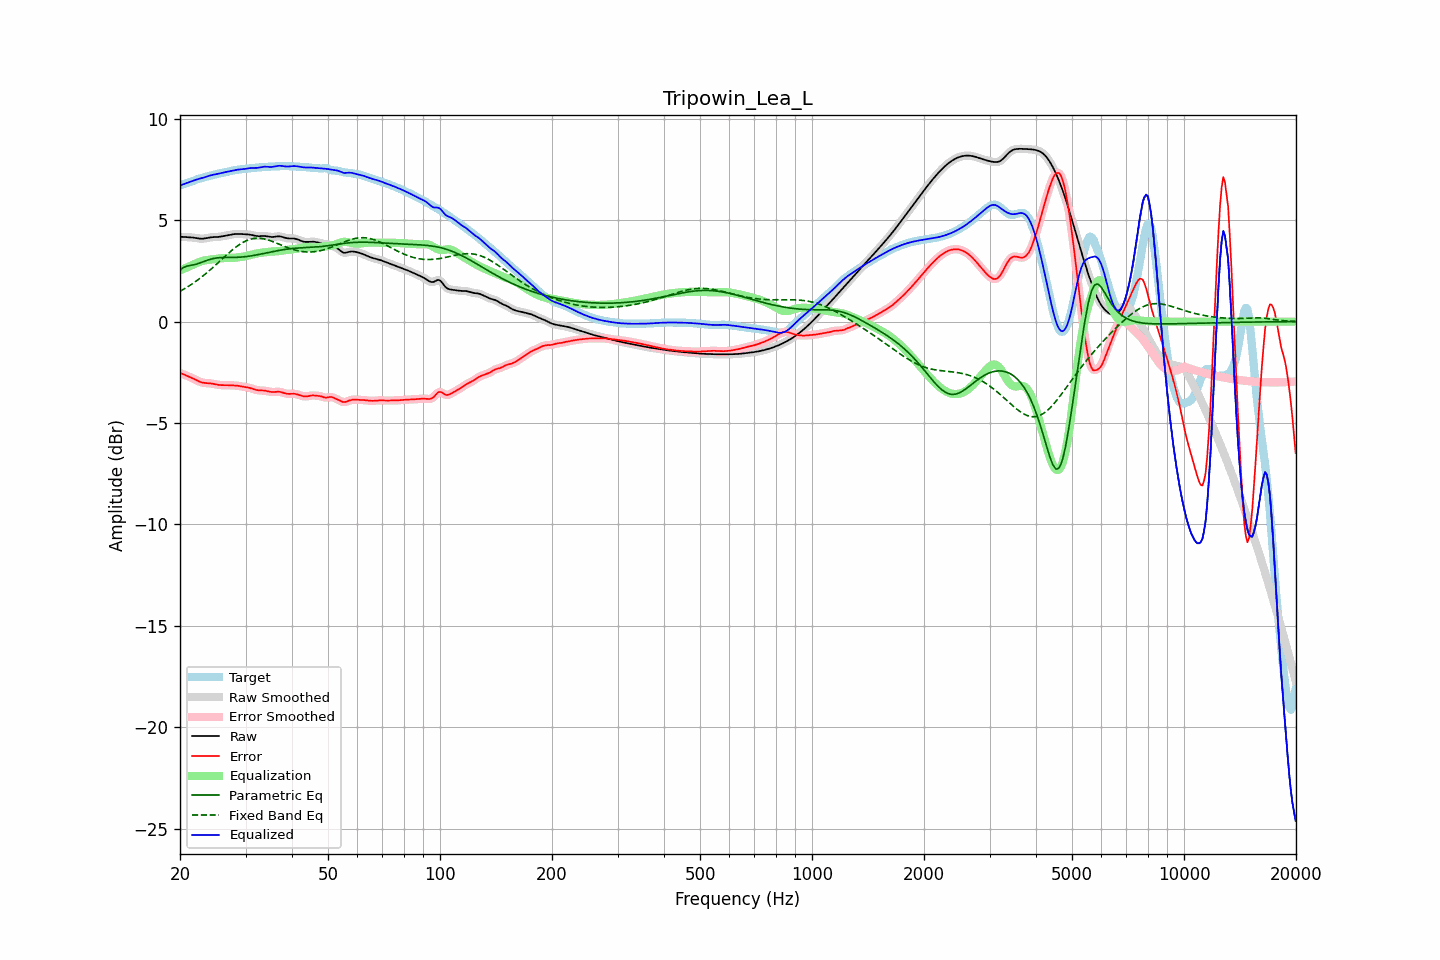 Tripowin_Lea_L
Amplitude (dBr)
10
5
0
−5
−10
−15
−20
−25
Target
Raw Smoothed
Error Smoothed
Raw
Error
Equalization
Parametric Eq
Fixed Band Eq
Equalized
20 50 100 200 500 1000 2000 5000 10000 20000
Frequency (Hz)